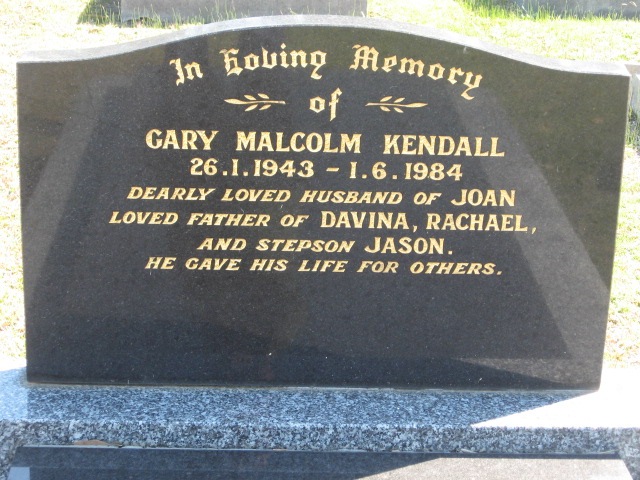 In Loving Memory
of
GARY MALCOLM KENDALL
26.1.1943 - 1.6.1984
DEARLY LOVED HUSBAND OF JOAN
LOVED FATHER OF DAVINA, RACHAEL,
AND STEPSON JASON.
HE GAVE HIS LIFE FOR OTHERS.